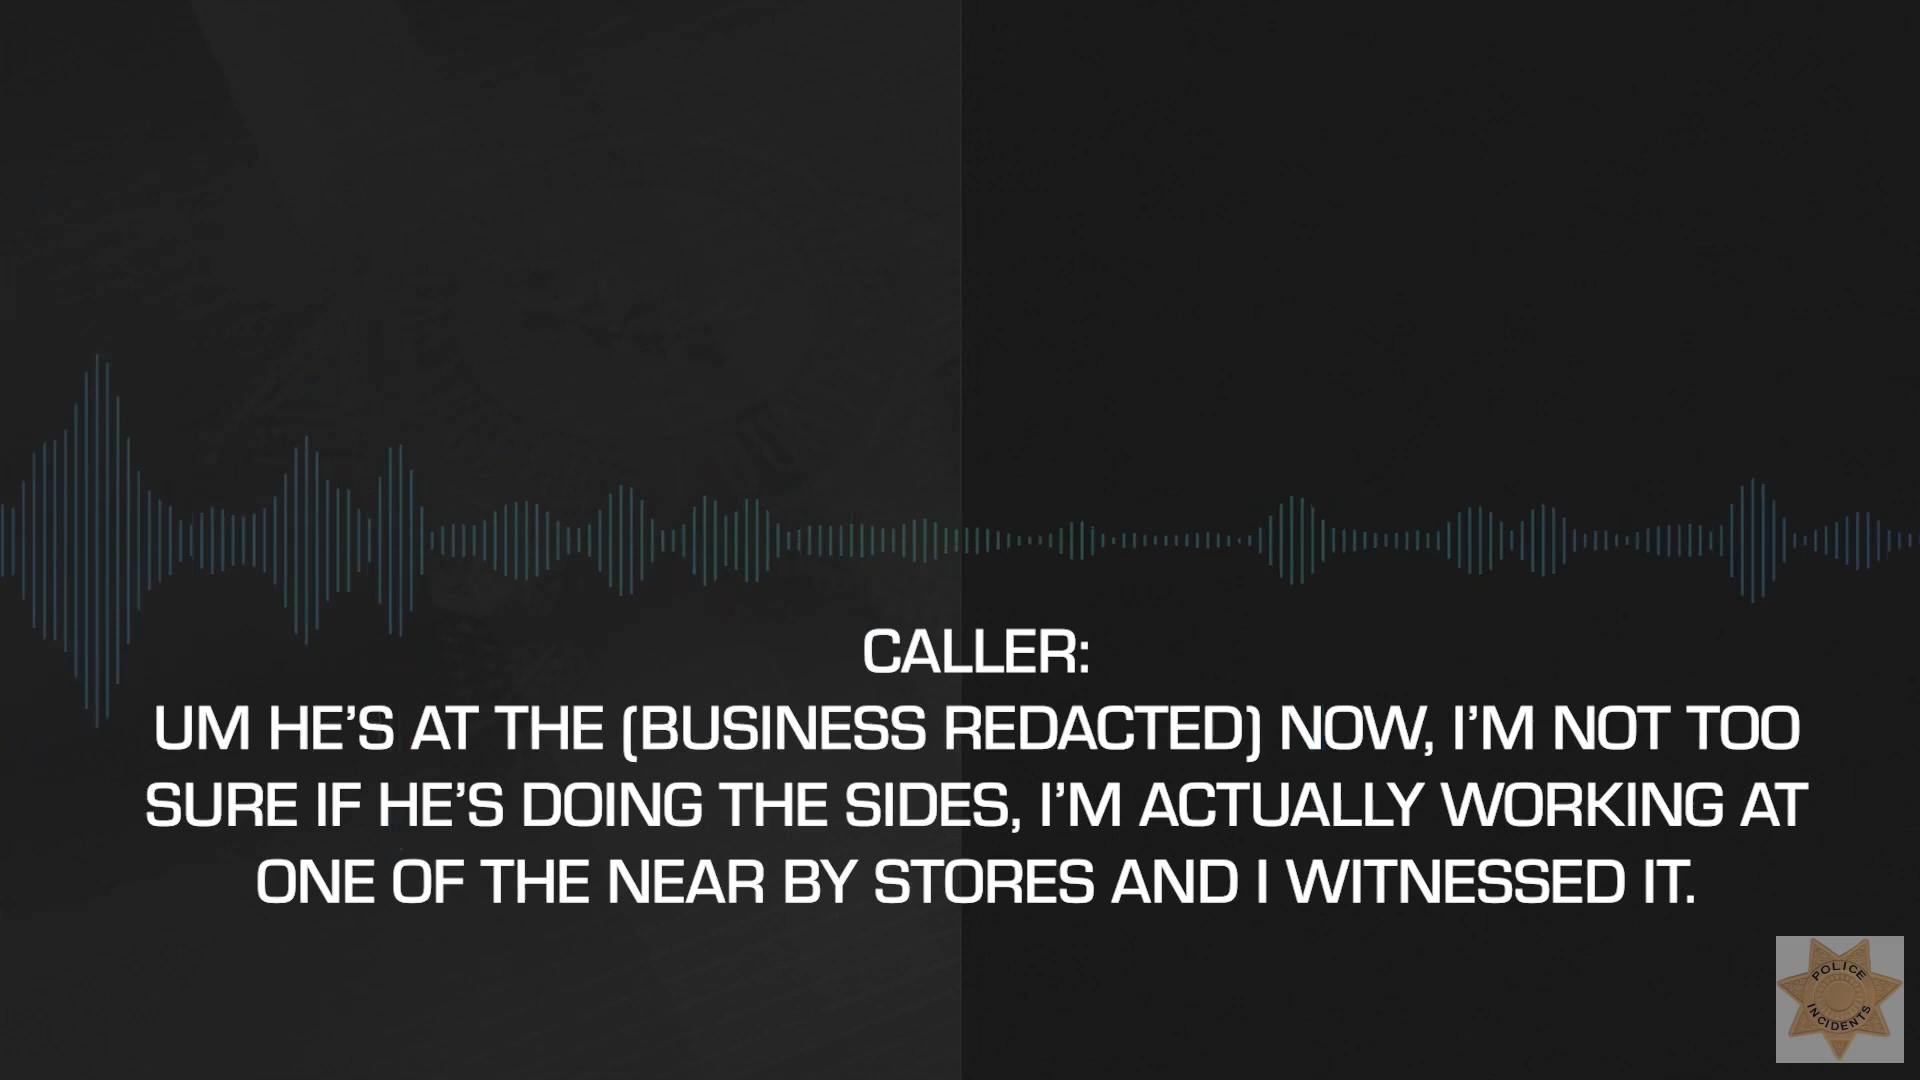 CALLER:
UM HE’S AT THE (BUSINESS REDACTED) NOW, I’M NOT TOO
SURE IF HE’S DOING THE SIDES, I’M ACTUALLY WORKING AT
ONE OF THE NEAR BY STORES AND I WITNESSED IT.
POLICE
INCIDENTS